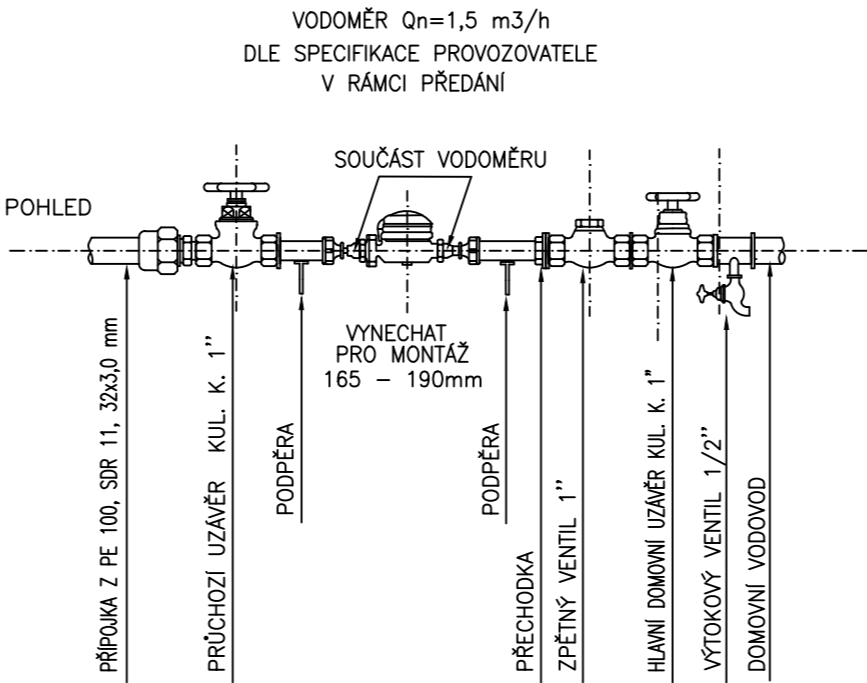 VODOMĚR Qn=1,5 m3/h
DLE SPECIFIKACE PROVOZOVATELE
V RÁMCI PŘEDÁNÍ
SOUČÁST VODOMĚRU
POHLED
VYNECHAT
PRO MONTÁŽ
165 – 190mm
PŘÍPOJKA Z PE 100, SDR 11, 32x3,0 mm
PRŮCHOZÍ UZÁVĚR KUL. K. 1''
PODPĚRA
PODPĚRA
PŘECHODKA
ZPĚTNÝ VENTIL 1''
HLAVNÍ DOMOVNÍ UZÁVĚR KUL. K. 1"
VÝTOKOVÝ VENTIL 1/2''
DOMOVNÍ VODOVOD